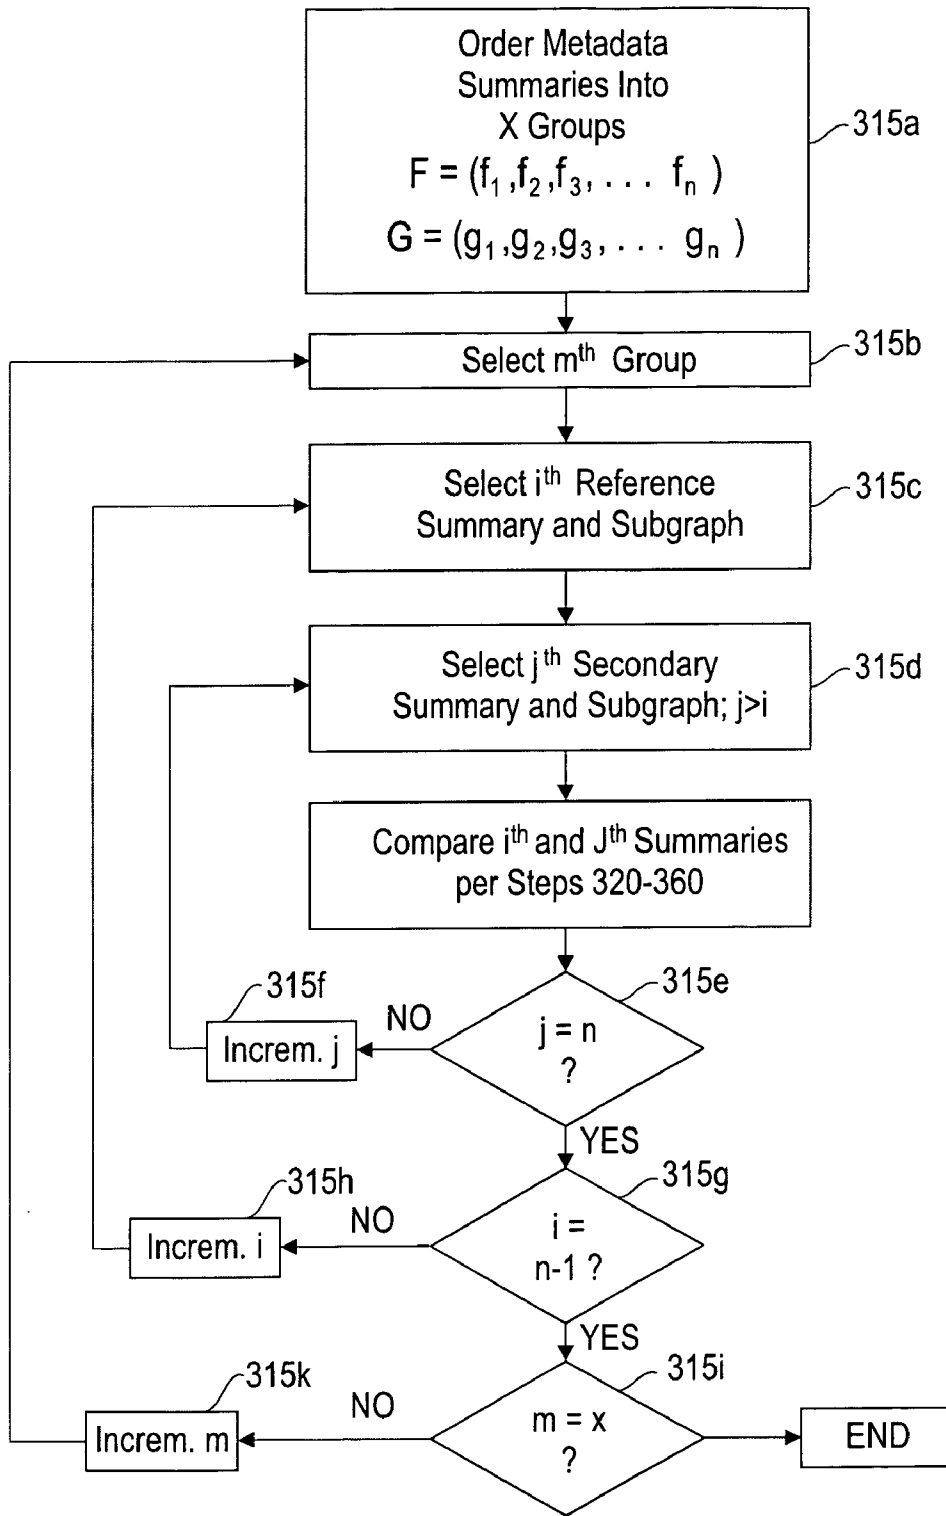 Order Metadata
Summaries Into
X Groups
F = (f₁,f₂,f₃, . . . fₙ )
G = (g₁,g₂,g₃, . . . gₙ )
315a
Select mᵗʰ Group
315b
Select iᵗʰ Reference
Summary and Subgraph
315c
Select jᵗʰ Secondary
Summary and Subgraph; j>i
315d
Compare iᵗʰ and Jᵗʰ Summaries
per Steps 320-360
315e
j = n
?
NO
315f
Increm. j
YES
315g
i =
n-1 ?
NO
315h
Increm. i
YES
315i
m = x
?
NO
315k
Increm. m
END